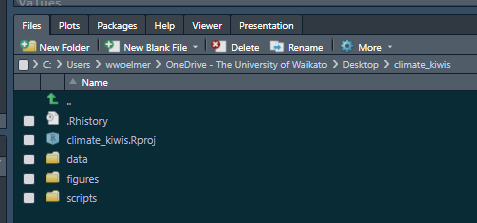 Values
Files Plots Packages Help Viewer Presentation
New Folder New Blank File Delete Rename More
C: Users wwoelmer OneDrive - The University of Waikato Desktop climate_kiwis
Name
..
.Rhistory
climate_kiwis.Rproj
data
figures
scripts